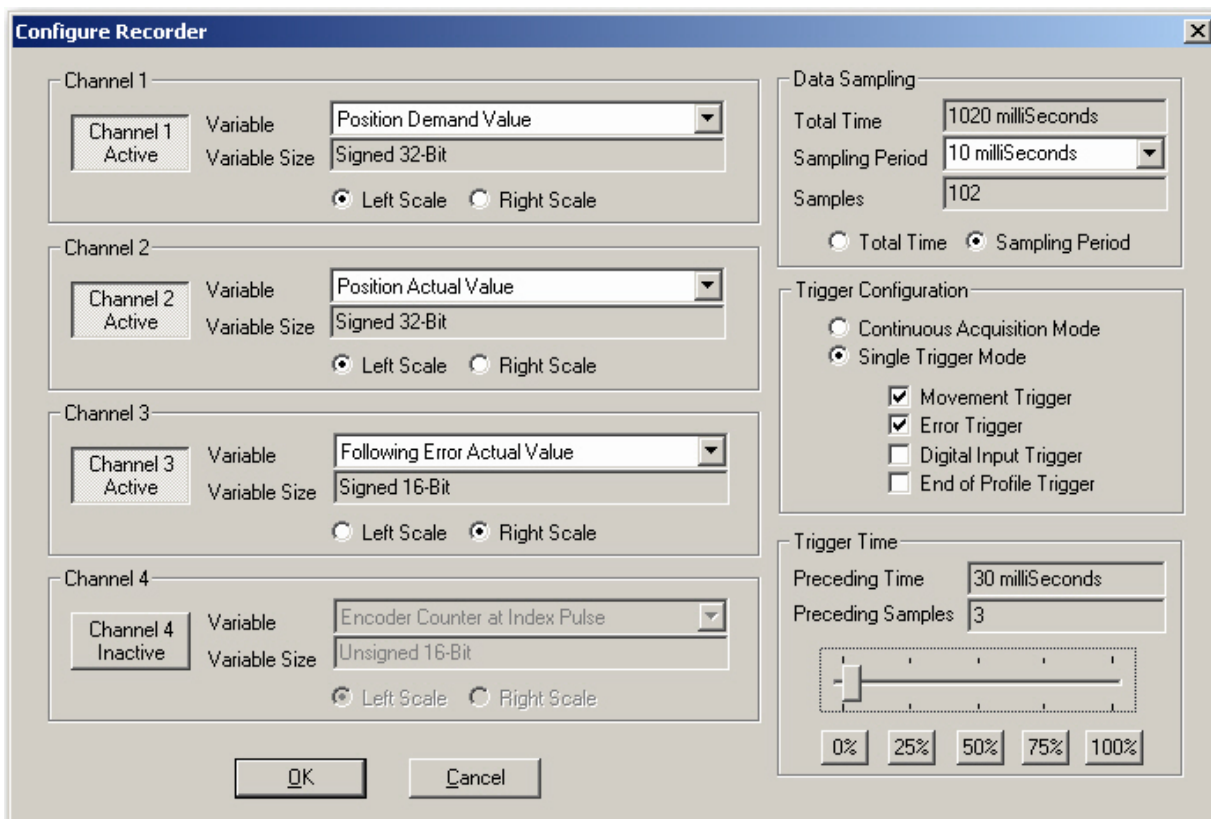 Configure Recorder
Channel 1
Channel 1
Active
Variable
Position Demand Value
Variable Size
Signed 32-Bit
Left Scale
Right Scale
Channel 2
Channel 2
Active
Variable
Position Actual Value
Variable Size
Signed 32-Bit
Left Scale
Right Scale
Channel 3
Channel 3
Active
Variable
Following Error Actual Value
Variable Size
Signed 16-Bit
Left Scale
Right Scale
Channel 4
Channel 4
Inactive
Variable
Encoder Counter at Index Pulse
Variable Size
Unsigned 16-Bit
Left Scale
Right Scale
OK
Cancel
Data Sampling
Total Time
1020 milliSeconds
Sampling Period
10 milliSeconds
Samples
102
Total Time
Sampling Period
Trigger Configuration
Continuous Acquisition Mode
Single Trigger Mode
Movement Trigger
Error Trigger
Digital Input Trigger
End of Profile Trigger
Trigger Time
Preceding Time
30 milliSeconds
Preceding Samples
3
0%
25%
50%
75%
100%